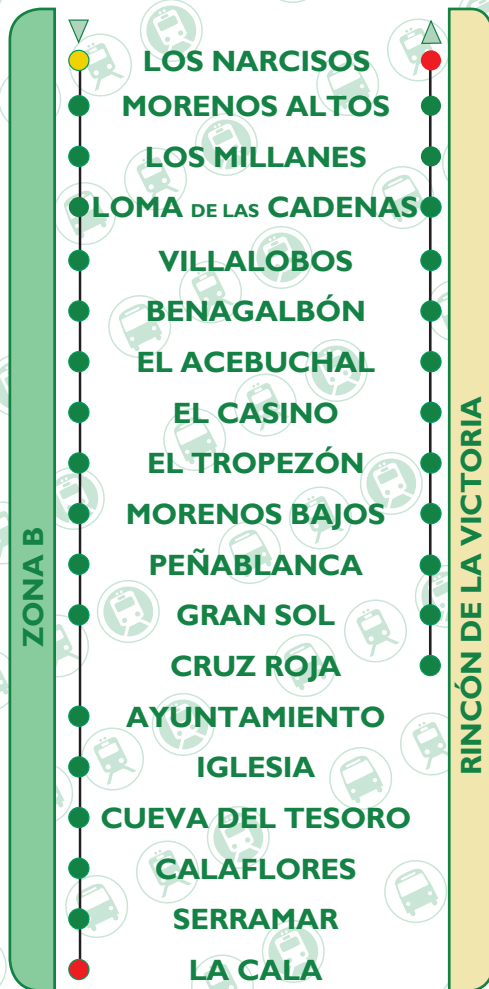 LOS NARCISOS
MORENOS ALTOS
LOS MILLANES
LOMA DE LAS CADENAS
VILLALOBOS
BENAGALBÓN
EL ACEBUCHAL
EL CASINO
EL TROPEZÓN
MORENOS BAJOS
PEÑABLANCA
GRAN SOL
CRUZ ROJA
AYUNTAMIENTO
IGLESIA
CUEVA DEL TESORO
CALAFLORES
SERRAMAR
LA CALA
ZONA B
RINCÓN DE LA VICTORIA